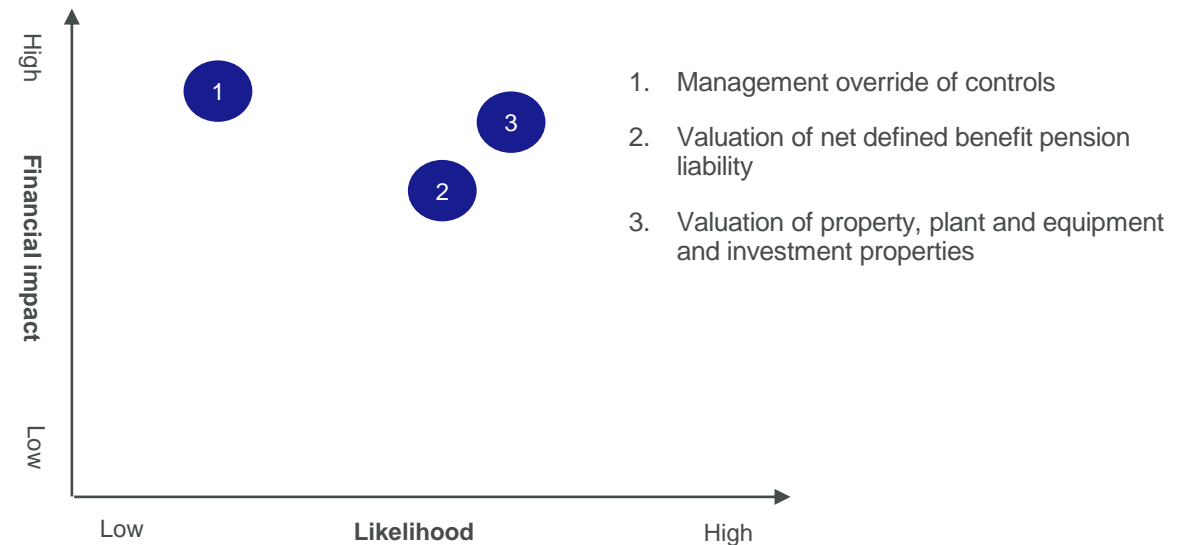 High
Financial impact
Low
1
3
2
Low
Likelihood
High
1. Management override of controls
2. Valuation of net defined benefit pension
liability
3. Valuation of property, plant and equipment
and investment properties